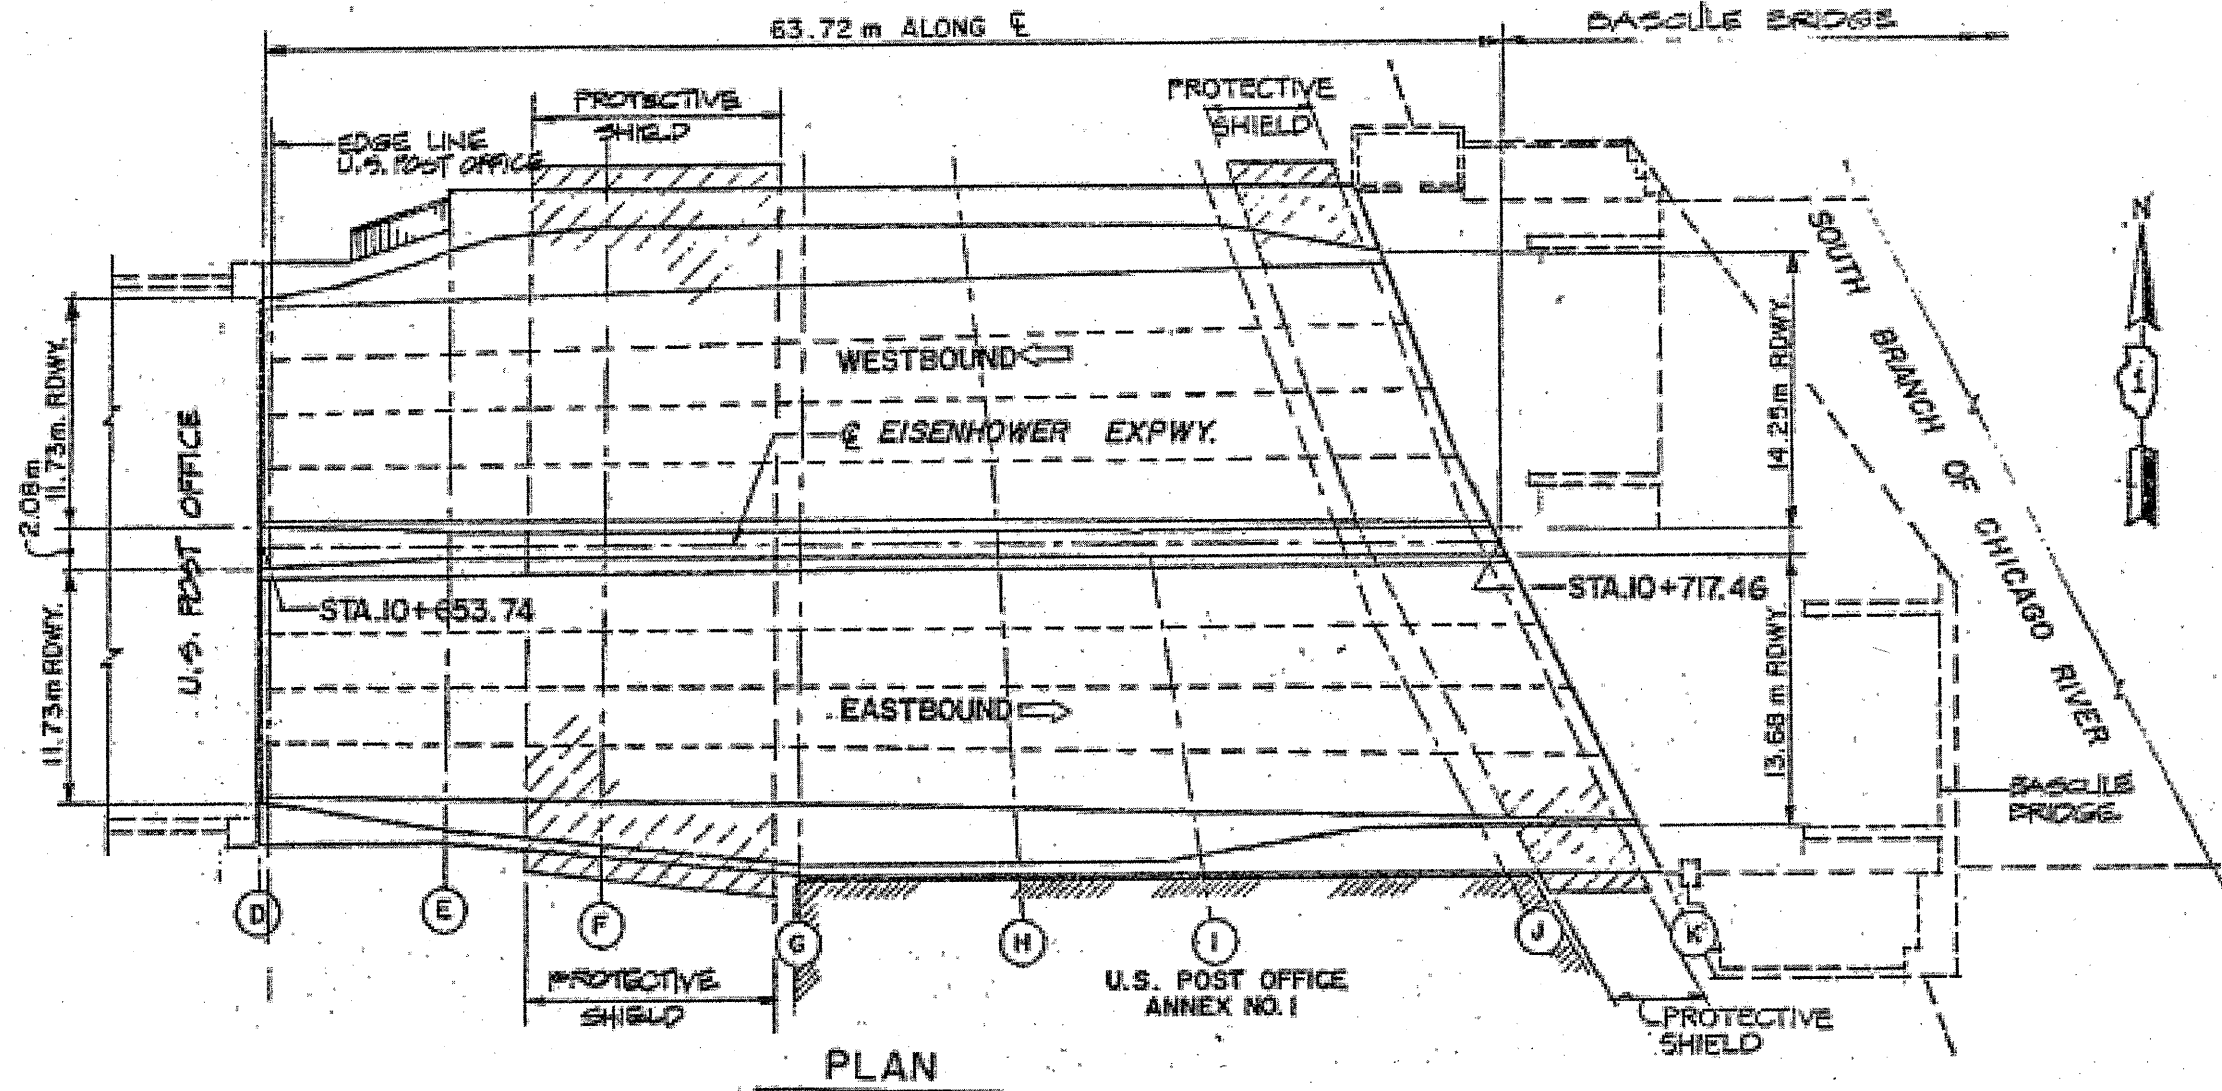 63.72 m ALONG ℄
BASCULE BRIDGE
PROTECTIVE
SHIELD
PROTECTIVE
SHIELD
EDGE LINE
U.S. POST OFFICE
N
1
SOUTH BRANCH OF CHICAGO RIVER
WESTBOUND
℄ EISENHOWER EXPWY.
11.73m. RDWY.
2.08m
11.73m RDWY.
U.S. POST OFFICE
14.25m RDWY.
13.68 m RDWY.
STA.10+653.74
STA.10+717.46
EASTBOUND
BASCULE
BRIDGE
D
E
F
G
H
I
J
K
U.S. POST OFFICE
ANNEX NO. 1
PROTECTIVE
SHIELD
PROTECTIVE
SHIELD
PLAN